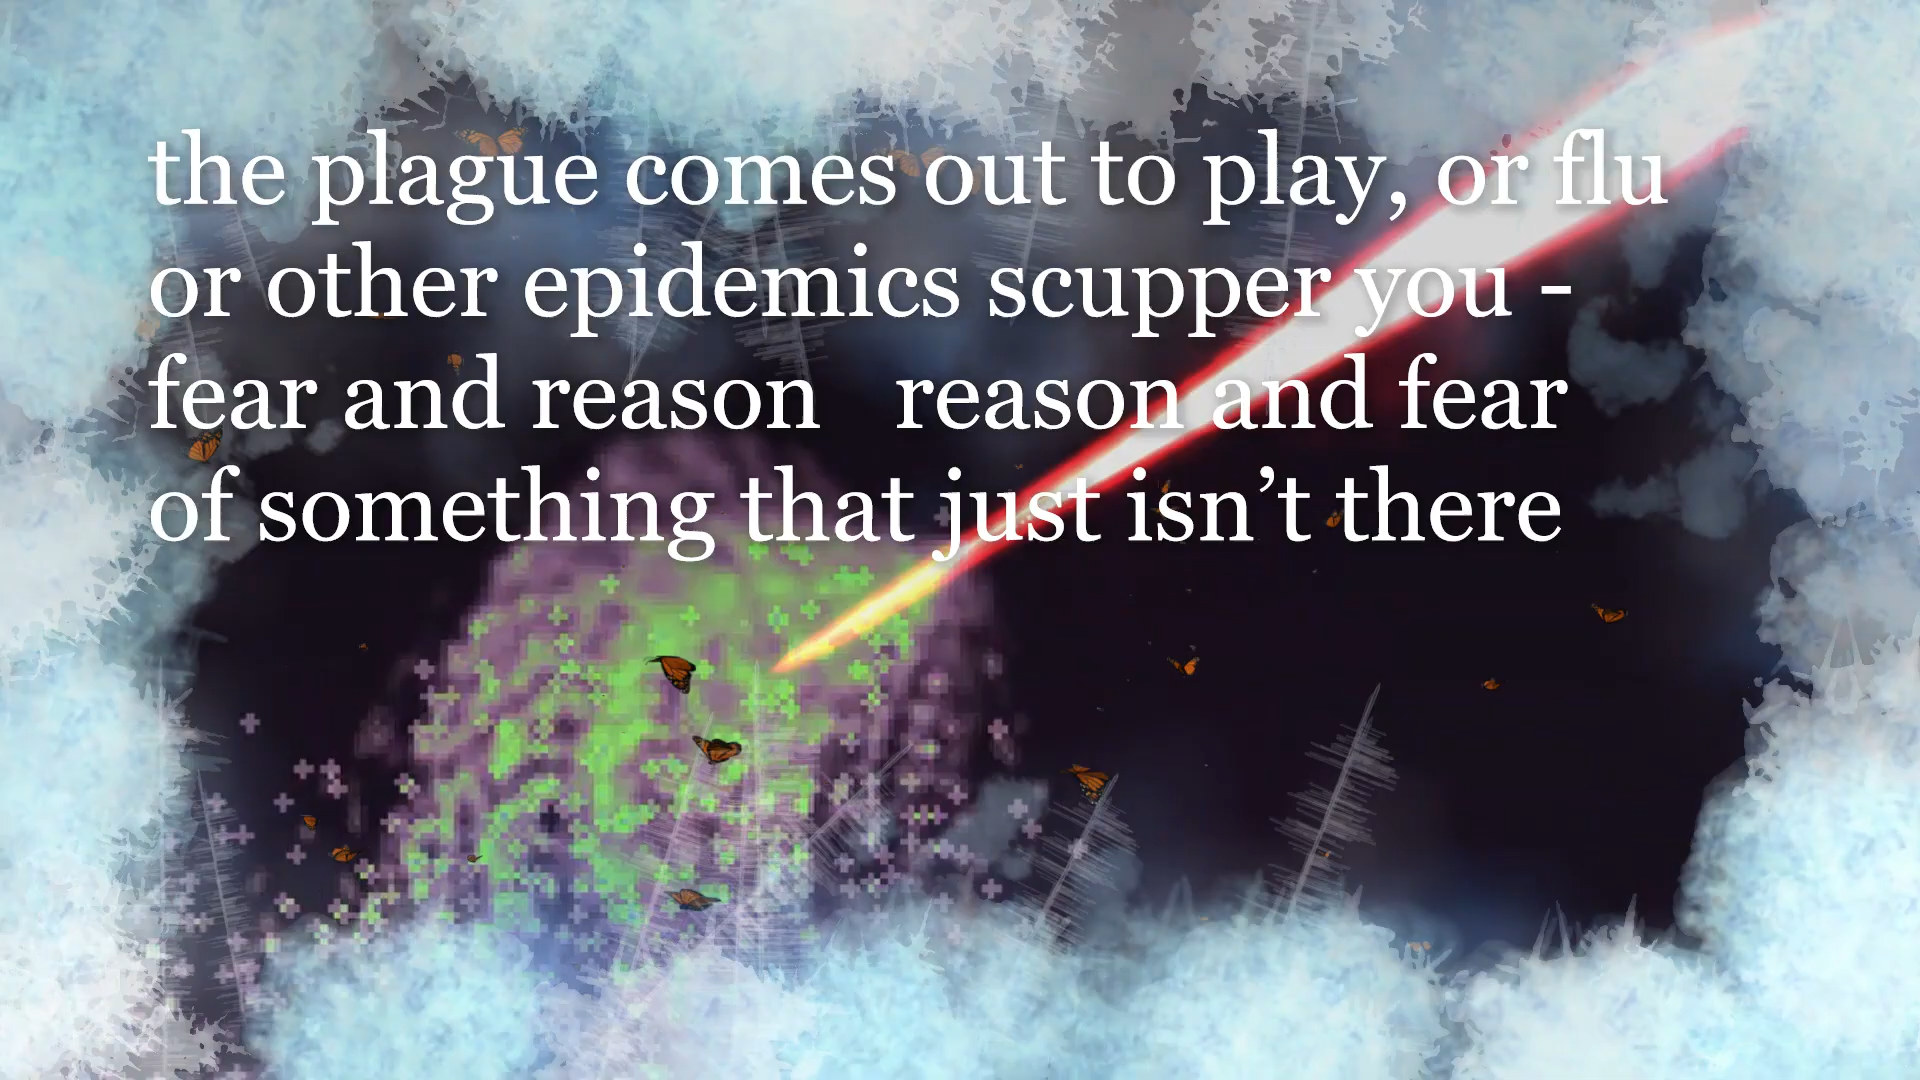 the plague comes out to play, or flu
or other epidemics scupper you -
fear and reason   reason and fear
of something that just isn’t there